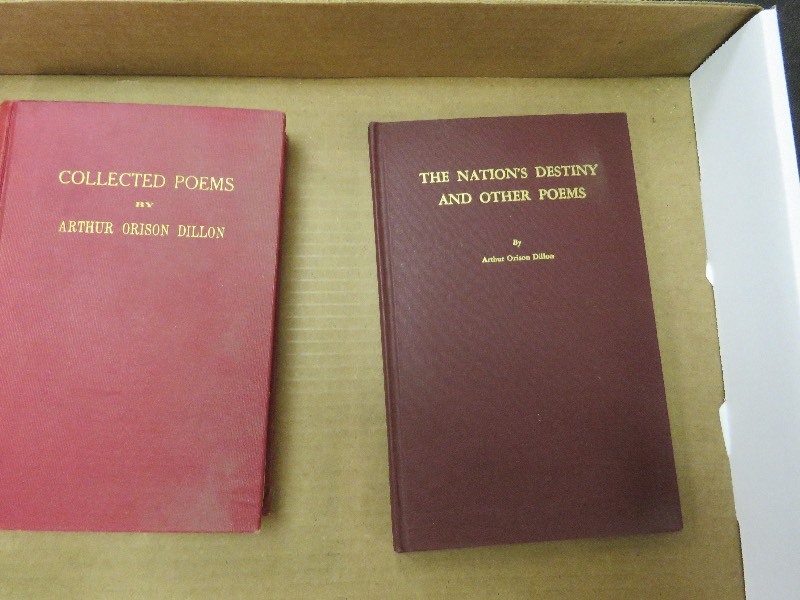 COLLECTED POEMS
BY
ARTHUR ORISON DILLON
THE NATION'S DESTINY
AND OTHER POEMS
By
Arthur Orison Dillon